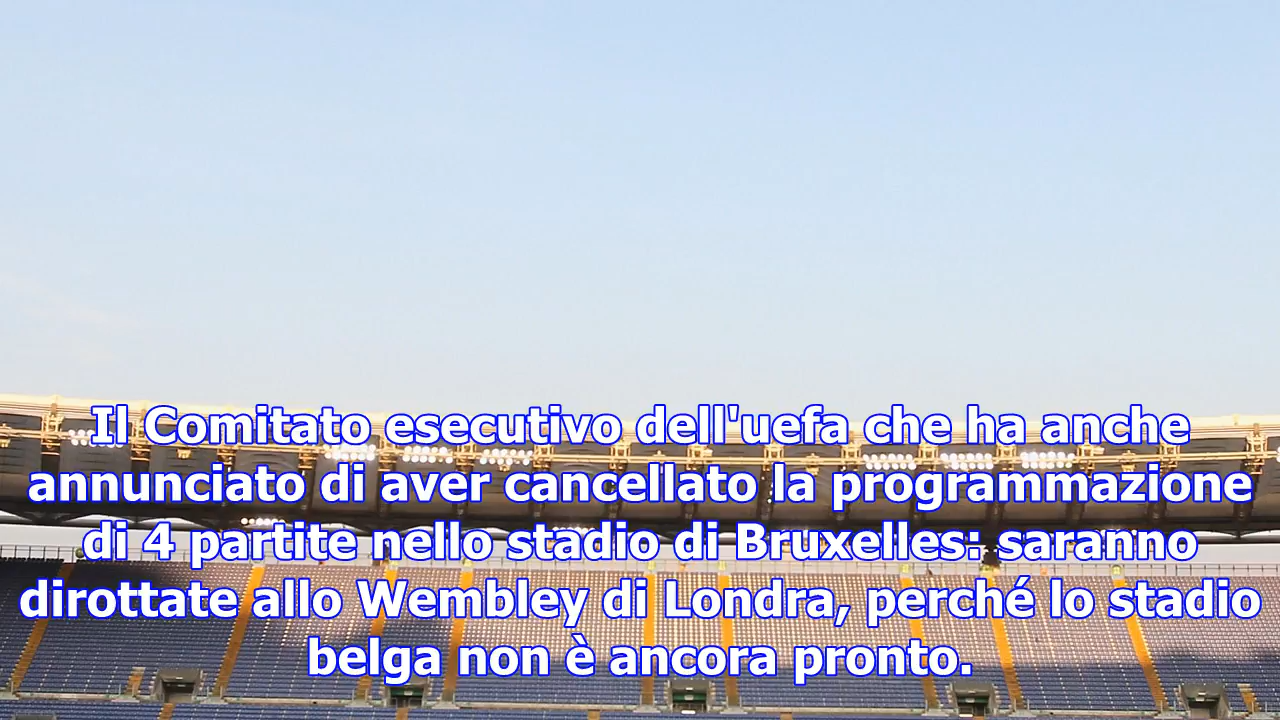 Il Comitato esecutivo dell'uefa che ha anche
annunciato di aver cancellato la programmazione
di 4 partite nello stadio di Bruxelles: saranno
dirottate allo Wembley di Londra, perché lo stadio
belga non è ancora pronto.